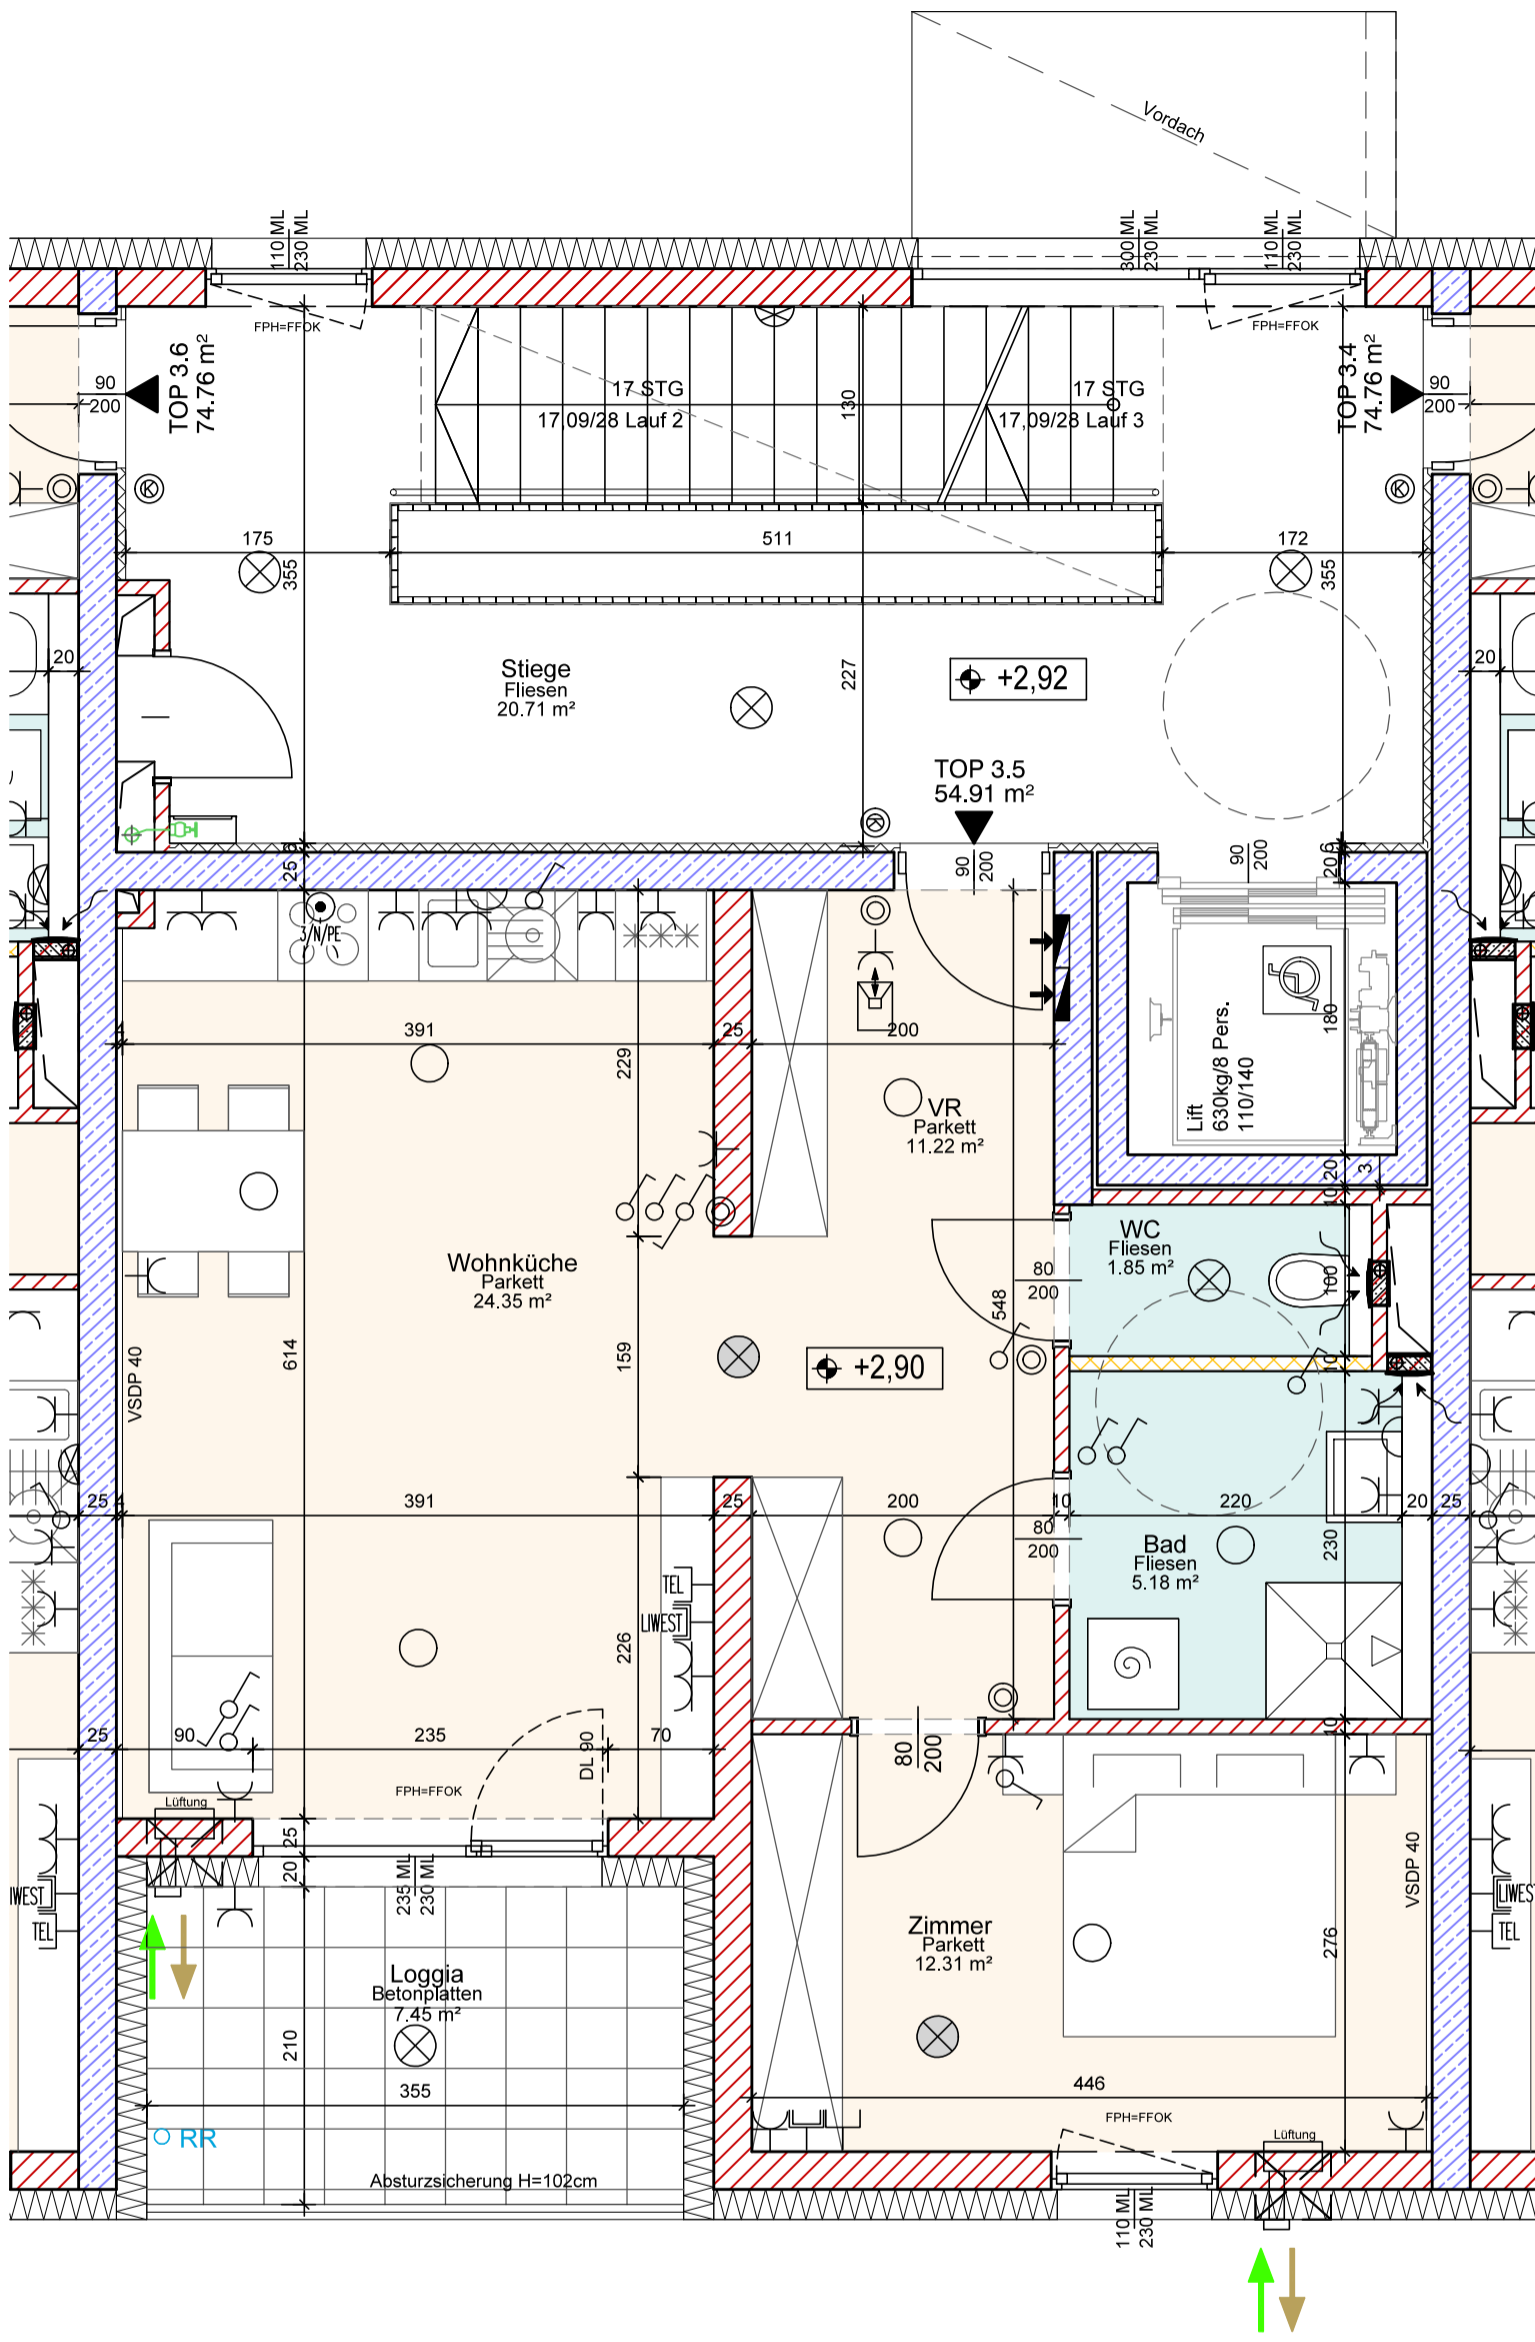 Vordach
110 ML
230 ML
300 ML
230 ML
110 ML
230 ML
FPH=FFOK
FPH=FFOK
TOP 3.6
74.76 m²
90
200
17 STG
17,09/28 Lauf 2
130
17 STG
17,09/28 Lauf 3
TOP 3.4
74.76 m²
90
200
K
K
175
511
172
355
355
20
20
Stiege
Fliesen
20.71 m²
227
+2,92
TOP 3.5
54.91 m²
K
90
200
90
200
25
6
20
6
3/N/PE
391
25
200
229
Lift
630kg/8 Pers.
110/140
180
VR
Parkett
11.22 m²
20
3
10
WC
Fliesen
1.85 m²
100
80
200
548
Wohnküche
Parkett
24.35 m²
614
159
VSDP 40
+2,90
10
25
4
391
25
200
10
220
20
25
80
200
Bad
Fliesen
5.18 m²
230
TEL
LIWEST
226
25
90
235
70
DL 90
FPH=FFOK
80
200
10
Lüftung
25
20
235 ML
230 ML
VSDP 40
IWEST
TEL
LIWES
TEL
Zimmer
Parkett
12.31 m²
276
Loggia
Betonplatten
7.45 m²
210
355
446
RR
FPH=FFOK
Lüftung
Absturzsicherung H=102cm
110 ML
230 ML